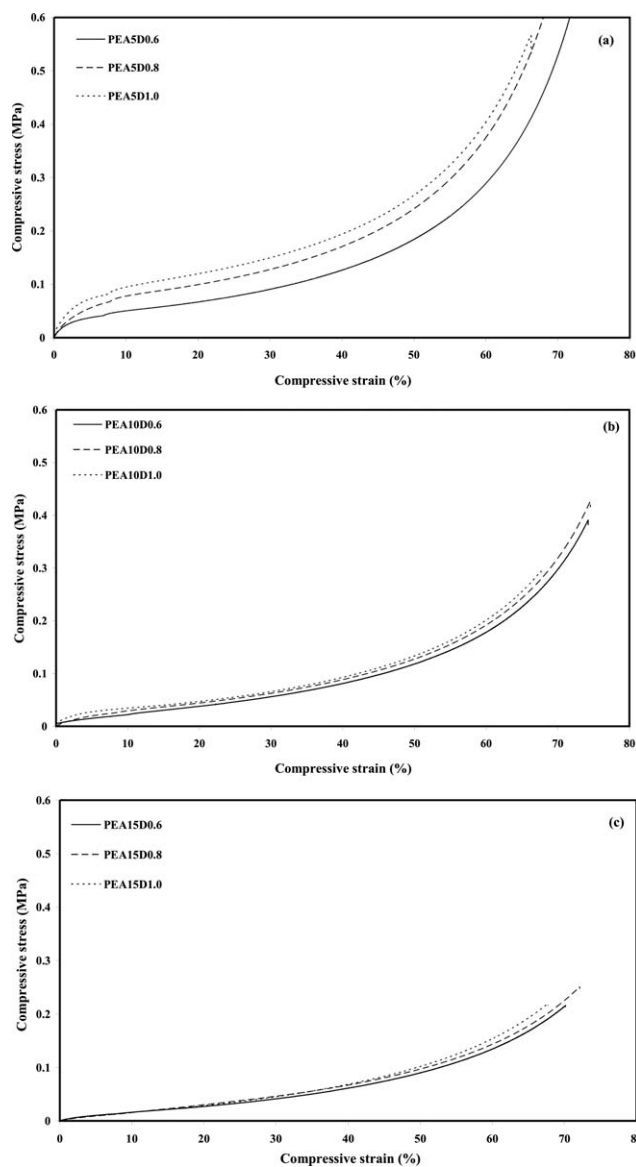 0.6
(a)
PEA5D0.6
0.5
PEA5D0.8
PEA5D1.0
0.4
0.3
0.2
0.1
0
Compressive stress (MPa)
0 10 20 30 40 50 60 70 80
Compressive strain (%)
0.6
PEA10D0.6
(b)
PEA10D0.8
0.5
PEA10D1.0
0.4
0.3
0.2
0.1
0
Compressive stress (MPa)
0 10 20 30 40 50 60 70 80
Compressive strain (%)
0.6
PEA15D0.6
(c)
0.5
PEA15D0.8
PEA15D1.0
0.4
0.3
0.2
0.1
0
Compressive stress (MPa)
0 10 20 30 40 50 60 70 80
Compressive strain (%)